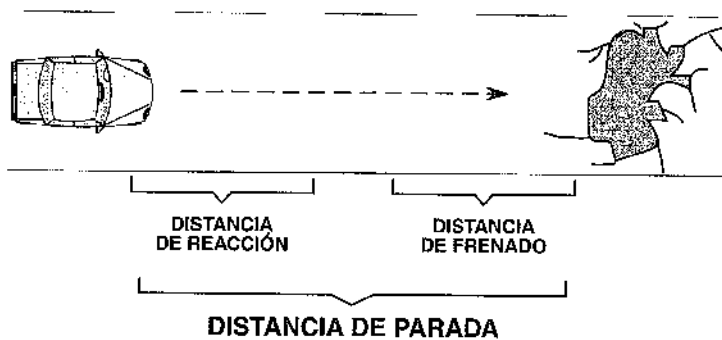 DISTANCIA
DE REACCIÓN
DISTANCIA
DE FRENADO
DISTANCIA DE PARADA